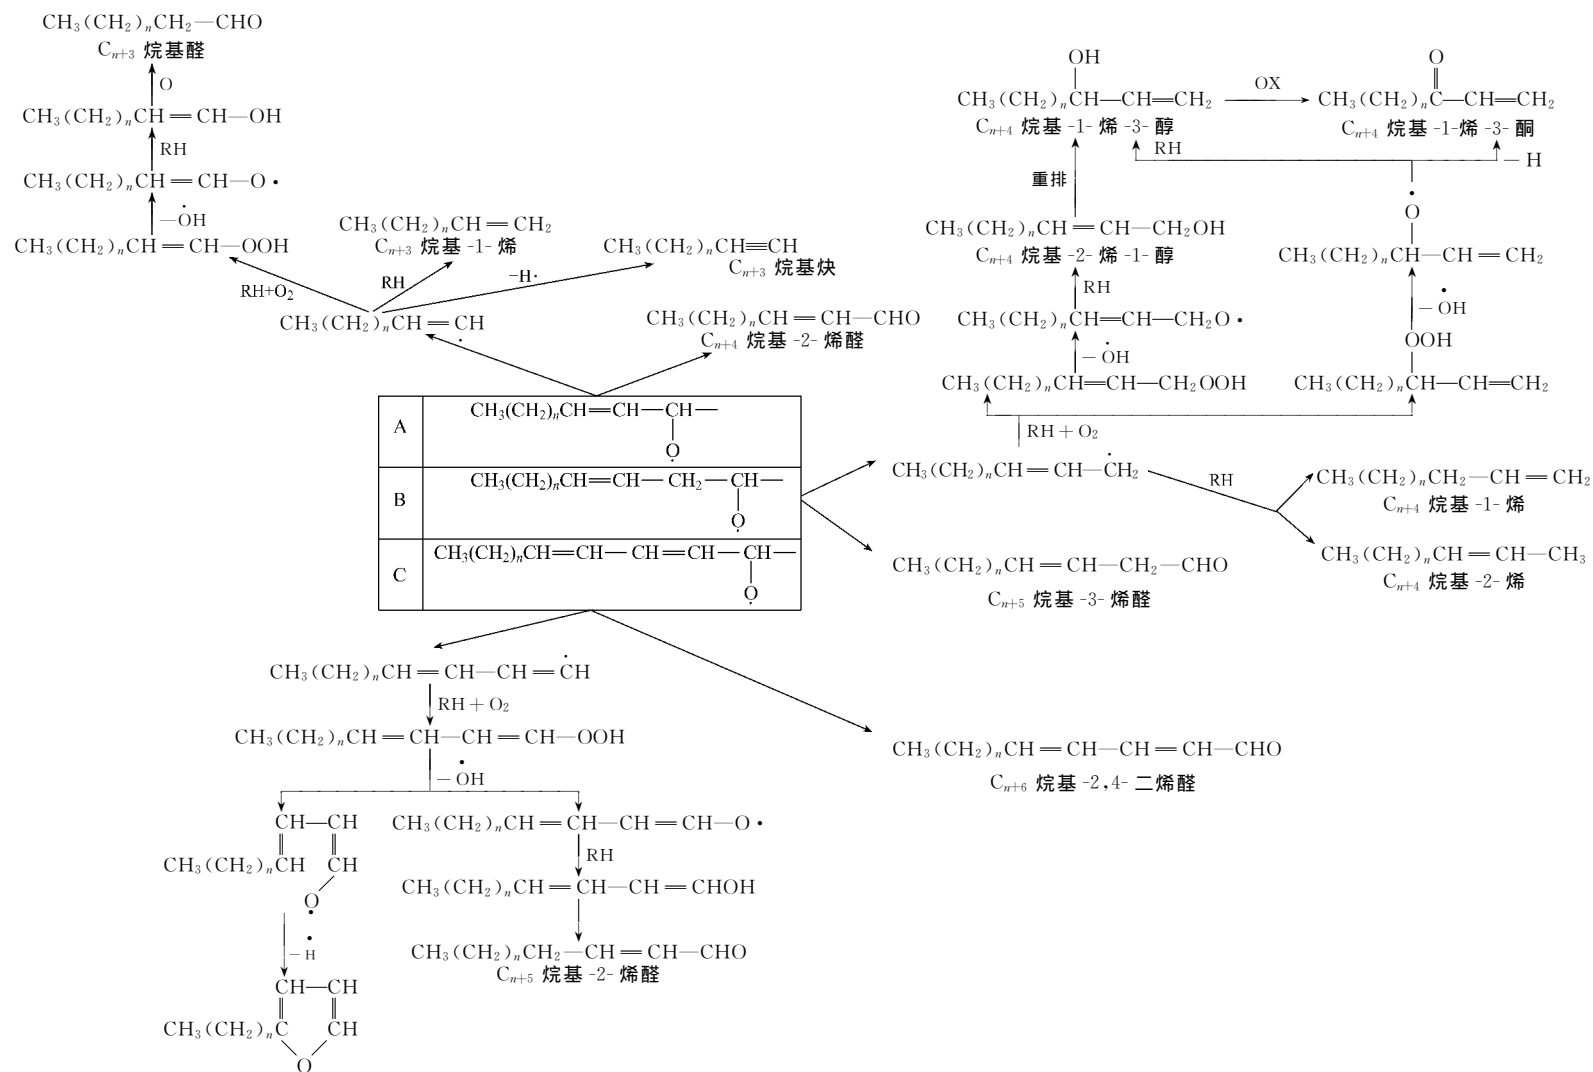 CH₃(CH₂)ₙCH₂—CHO
Cₙ₊₃ 烷基醛
O
CH₃(CH₂)ₙCH═CH—OH
RH
CH₃(CH₂)ₙCH═CH—O•
—ȮH
CH₃(CH₂)ₙCH═CH—OOH
RH+O₂
CH₃(CH₂)ₙCH═CH₂
Cₙ₊₃ 烷基-1-烯
RH
CH₃(CH₂)ₙCH≡CH
Cₙ₊₃ 烷基炔
−H·
CH₃(CH₂)ₙCH═CH
•
CH₃(CH₂)ₙCH═CH—CHO
Cₙ₊₄ 烷基-2-烯醛
OH
CH₃(CH₂)ₙCH—CH═CH₂
Cₙ₊₄ 烷基-1-烯-3-醇
OX
O
CH₃(CH₂)ₙC—CH═CH₂
Cₙ₊₄ 烷基-1-烯-3-酮
RH
— H
重排
•
O
CH₃(CH₂)ₙCH═CH—CH₂OH
Cₙ₊₄ 烷基-2-烯-1-醇
CH₃(CH₂)ₙCH—CH═CH₂
RH
—ȮH
CH₃(CH₂)ₙCH═CH—CH₂O•
—ȮH
OOH
CH₃(CH₂)ₙCH═CH—CH₂OOH
CH₃(CH₂)ₙCH—CH═CH₂
RH + O₂
A
CH₃(CH₂)ₙCH═CH—CH—
O•
B
CH₃(CH₂)ₙCH═CH—CH₂—CH—
O•
C
CH₃(CH₂)ₙCH═CH—CH═CH—CH—
O•
CH₃(CH₂)ₙCH═CH—ĊH₂
RH
CH₃(CH₂)ₙCH₂—CH═CH₂
Cₙ₊₄ 烷基-1-烯
CH₃(CH₂)ₙCH═CH—CH₃
Cₙ₊₄ 烷基-2-烯
CH₃(CH₂)ₙCH═CH—CH₂—CHO
Cₙ₊₅ 烷基-3-烯醛
CH₃(CH₂)ₙCH═CH—CH═ĊH
RH + O₂
CH₃(CH₂)ₙCH═CH—CH═CH—OOH
—ȮH
CH₃(CH₂)ₙCH═CH—CH═CH—CHO
Cₙ₊₆ 烷基-2,4-二烯醛
CH—CH
CH₃(CH₂)ₙCH CH
O
•
CH₃(CH₂)ₙCH═CH—CH═CH—O•
RH
CH₃(CH₂)ₙCH═CH—CH═CHOH
CH₃(CH₂)ₙCH₂—CH═CH—CHO
Cₙ₊₅ 烷基-2-烯醛
—Ḣ
CH—CH
CH₃(CH₂)ₙC CH
O